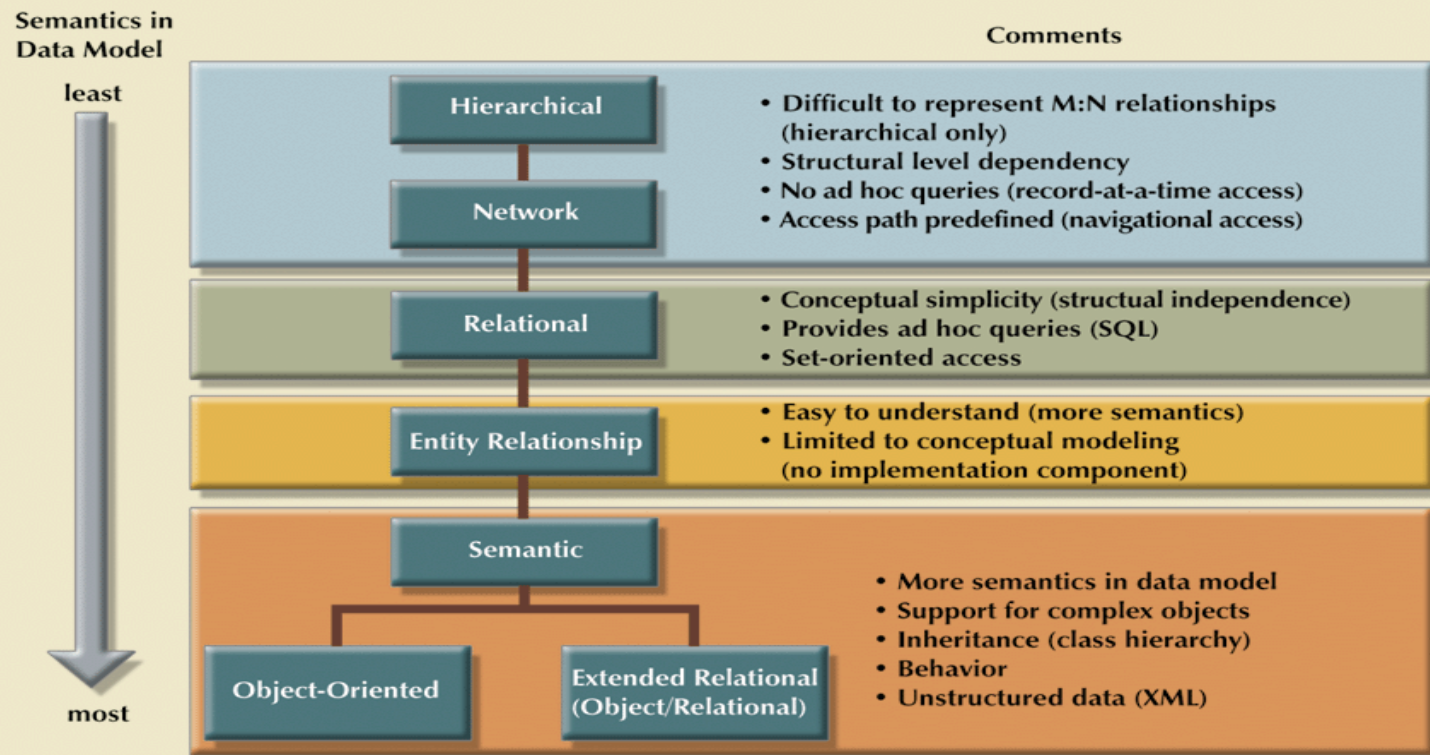 Semantics in
Data Model
Comments
least
Hierarchical
• Difficult to represent M:N relationships
(hierarchical only)
• Structural level dependency
• No ad hoc queries (record-at-a-time access)
• Access path predefined (navigational access)
Network
Relational
• Conceptual simplicity (structual independence)
• Provides ad hoc queries (SQL)
• Set-oriented access
Entity Relationship
• Easy to understand (more semantics)
• Limited to conceptual modeling
(no implementation component)
Semantic
• More semantics in data model
• Support for complex objects
• Inheritance (class hierarchy)
• Behavior
• Unstructured data (XML)
Object-Oriented
Extended Relational
(Object/Relational)
most